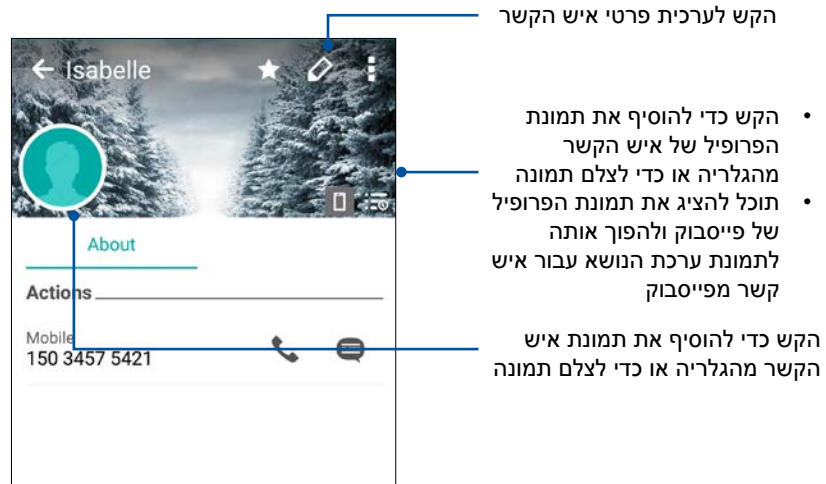 הקש לערכית פרטי איש הקשר
Isabelle
• הקש כדי להוסיף את תמונת
הפרופיל של איש הקשר
מהגלריה או כדי לצלם תמונה
• תוכל להציג את תמונת הפרופיל
של פייסבוק ולהפוך אותה
לתמונת ערכת הנושא עבור איש
קשר מפייסבוק
About
Actions
Mobile
150 3457 5421
הקש כדי להוסיף את תמונת איש
הקשר מהגלריה או כדי לצלם תמונה